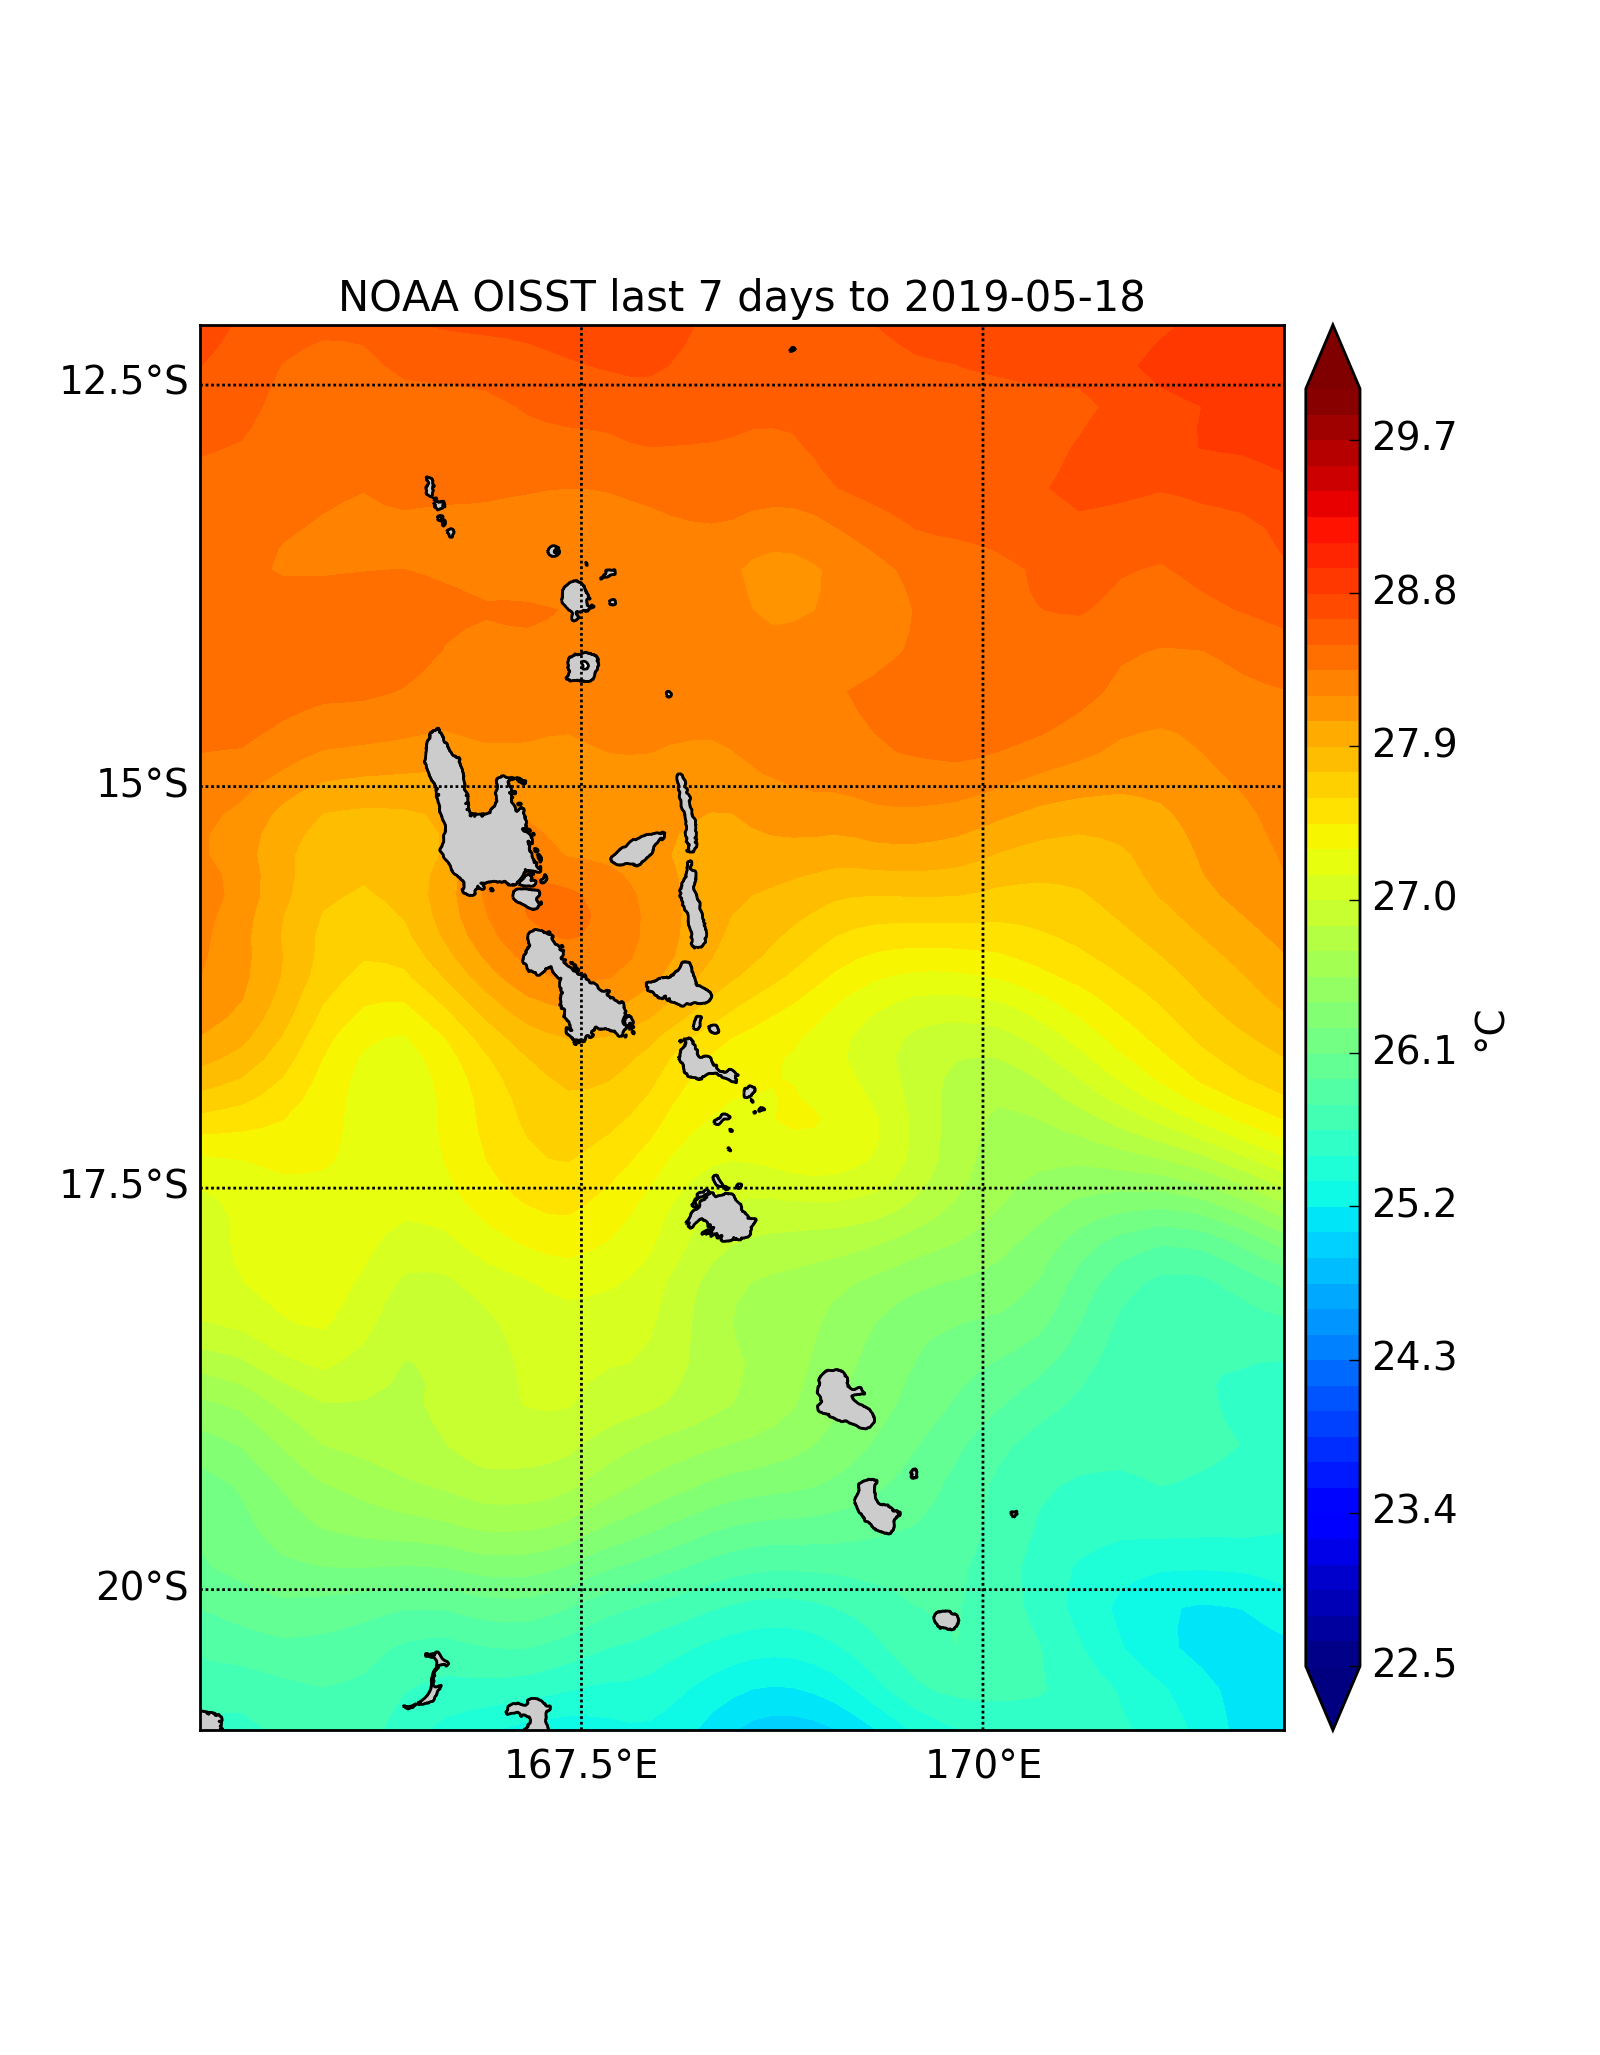 NOAA OISST last 7 days to 2019-05-18
12.5°S
15°S
17.5°S
20°S
167.5°E
170°E
29.7
28.8
27.9
27.0
26.1
25.2
24.3
23.4
22.5
°C